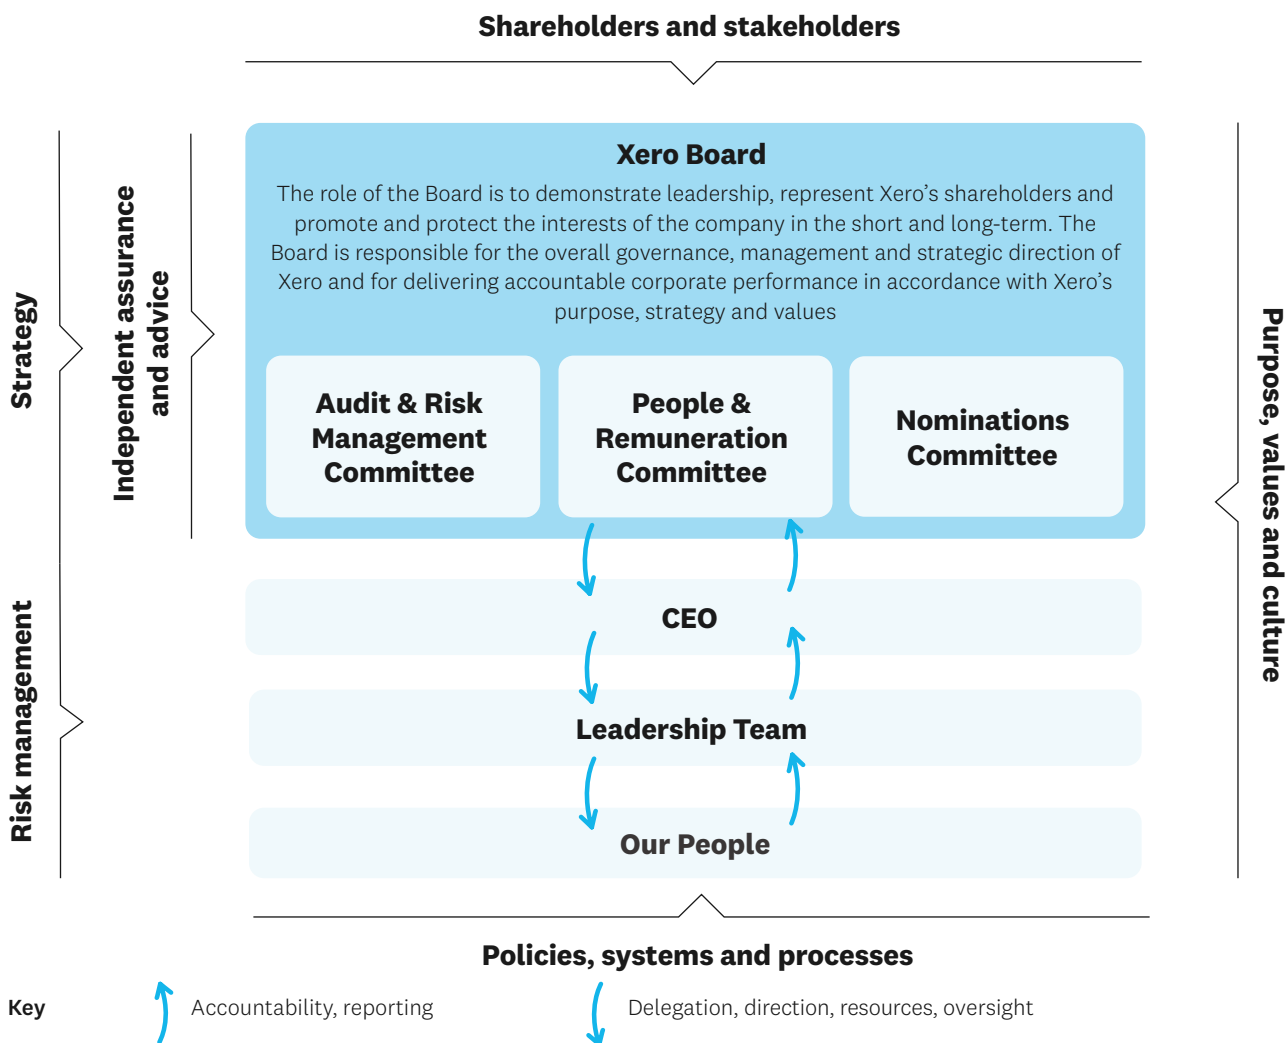 Shareholders and stakeholders
Strategy
Risk management
Independent assurance
and advice
Xero Board
The role of the Board is to demonstrate leadership, represent Xero’s shareholders and
promote and protect the interests of the company in the short and long-term. The
Board is responsible for the overall governance, management and strategic direction of
Xero and for delivering accountable corporate performance in accordance with Xero’s
purpose, strategy and values
Audit & Risk
Management
Committee
People &
Remuneration
Committee
Nominations
Committee
CEO
Leadership Team
Our People
Purpose, values and culture
Policies, systems and processes
Key
Accountability, reporting
Delegation, direction, resources, oversight